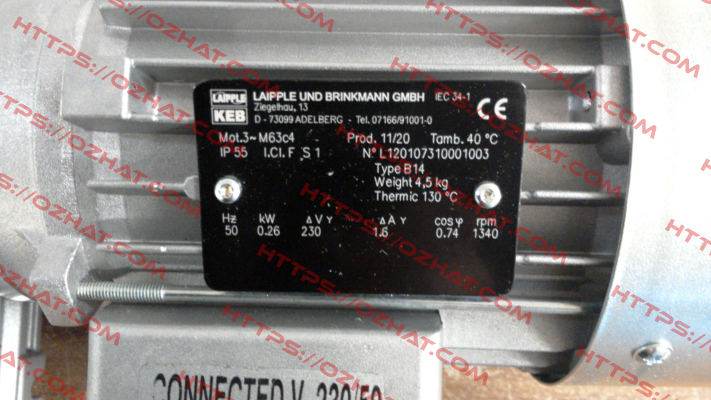 LAIPPLE
KEB
LAIPPLE UND BRINKMANN GMBH IEC 34-1
Ziegelhau, 13
D - 73099 ADELBERG - Tel. 07166/91001-0
CE
Mot.3~ M63c4 Prod. 11/20 Tamb. 40 °C
IP 55 I.Cl. F S 1 N° L120107310001003
Type B14
Weight 4,5 kg
Thermic 130 °C
Hz kW Δ V Y Δ A Y cos φ rpm
50 0.26 230 1.6 0.74 1340
CONNECTED V. 230/50
HTTPS://OZHAT.COM